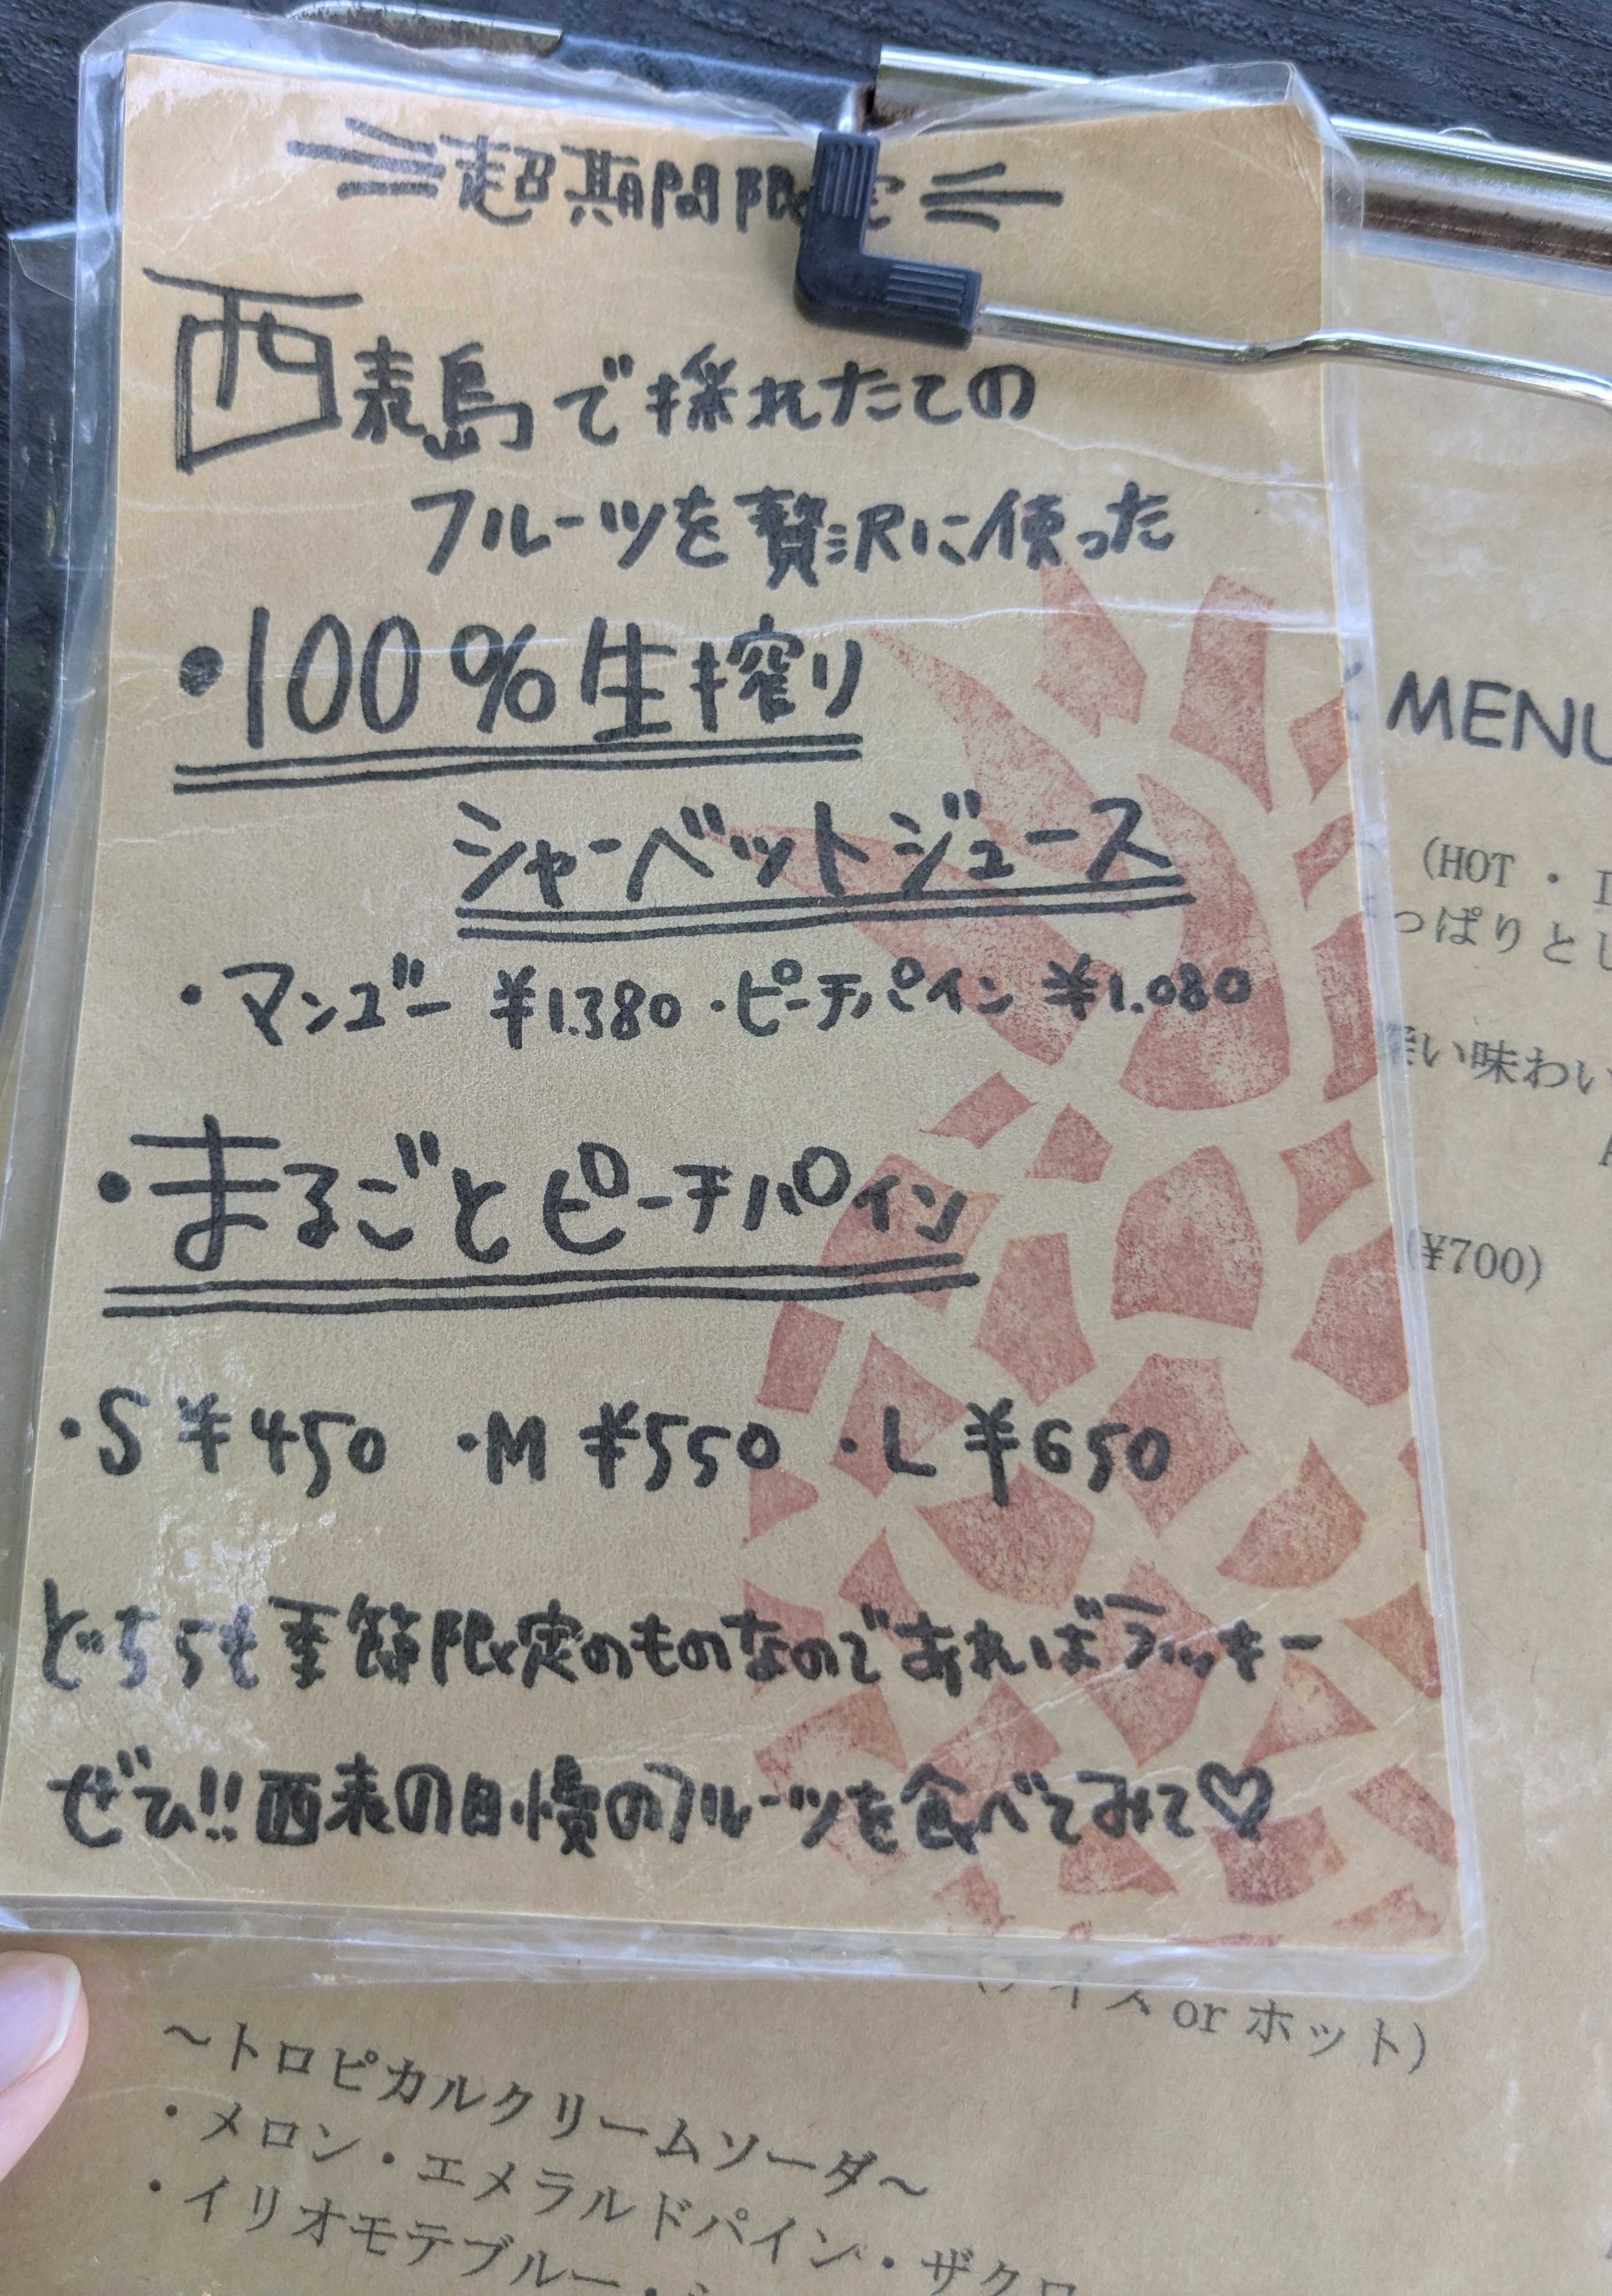 超期間限定
西表島で採れたての
フルーツを贅沢に使った
・100%生搾り
シャーベットジュース
・マンゴー ¥1.380 ・ピーチパイン ¥1.080
・まるごとピーチパイン
・S ¥450 ・M ¥550 ・L ¥650
どちらも季節限定のものなのであればラッキー
ぜひ!!西表の自慢のフルーツを食べてみて♡
MENU
(HOT ・ I
っぱりとし
い味わい
(¥700)
イス or ホット)
～トロピカルクリームソーダ～
・メロン・エメラルドパイン・ザクロ
・イリオモテブルー・